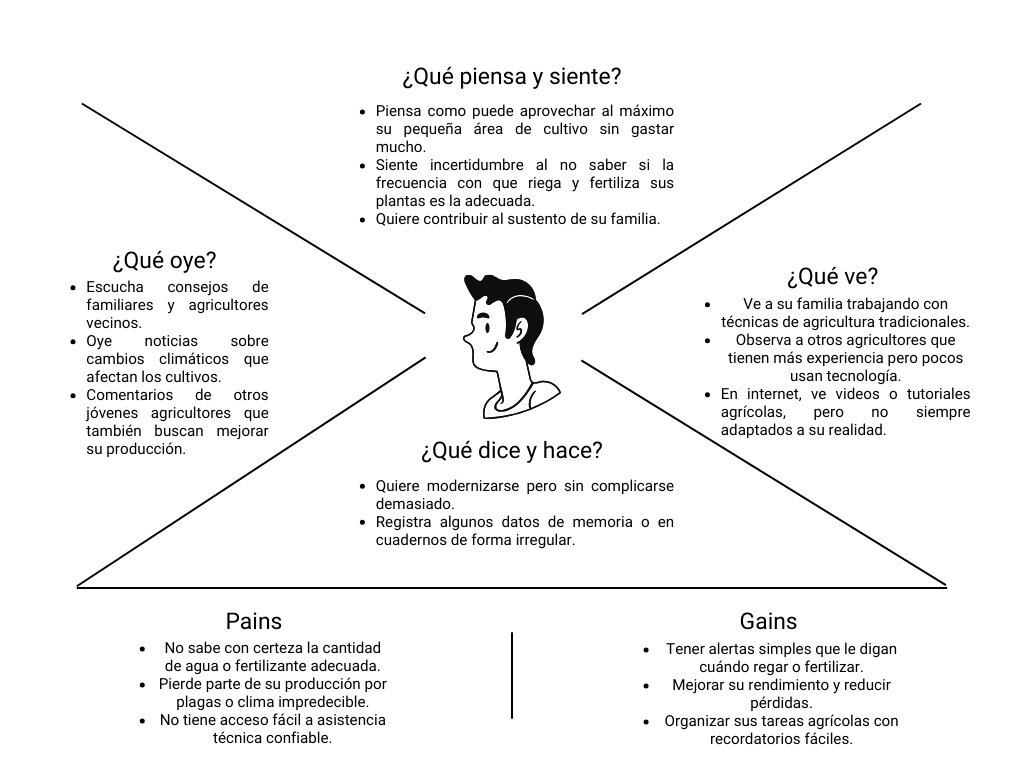 ¿Qué piensa y siente?
• Piensa como puede aprovechar al máximo
su pequeña área de cultivo sin gastar
mucho.
• Siente incertidumbre al no saber si la
frecuencia con que riega y fertiliza sus
plantas es la adecuada.
• Quiere contribuir al sustento de su familia.
¿Qué oye?
• Escucha consejos de
familiares y agricultores
vecinos.
• Oye noticias sobre
cambios climáticos que
afectan los cultivos.
• Comentarios de otros
jóvenes agricultores que
también buscan mejorar
su producción.
¿Qué ve?
• Ve a su familia trabajando con
técnicas de agricultura tradicionales.
• Observa a otros agricultores que
tienen más experiencia pero pocos
usan tecnología.
• En internet, ve videos o tutoriales
agrícolas, pero no siempre
adaptados a su realidad.
¿Qué dice y hace?
• Quiere modernizarse pero sin complicarse
demasiado.
• Registra algunos datos de memoria o en
cuadernos de forma irregular.
Pains
• No sabe con certeza la cantidad
de agua o fertilizante adecuada.
• Pierde parte de su producción por
plagas o clima impredecible.
• No tiene acceso fácil a asistencia
técnica confiable.
Gains
• Tener alertas simples que le digan
cuándo regar o fertilizar.
• Mejorar su rendimiento y reducir
pérdidas.
• Organizar sus tareas agrícolas con
recordatorios fáciles.